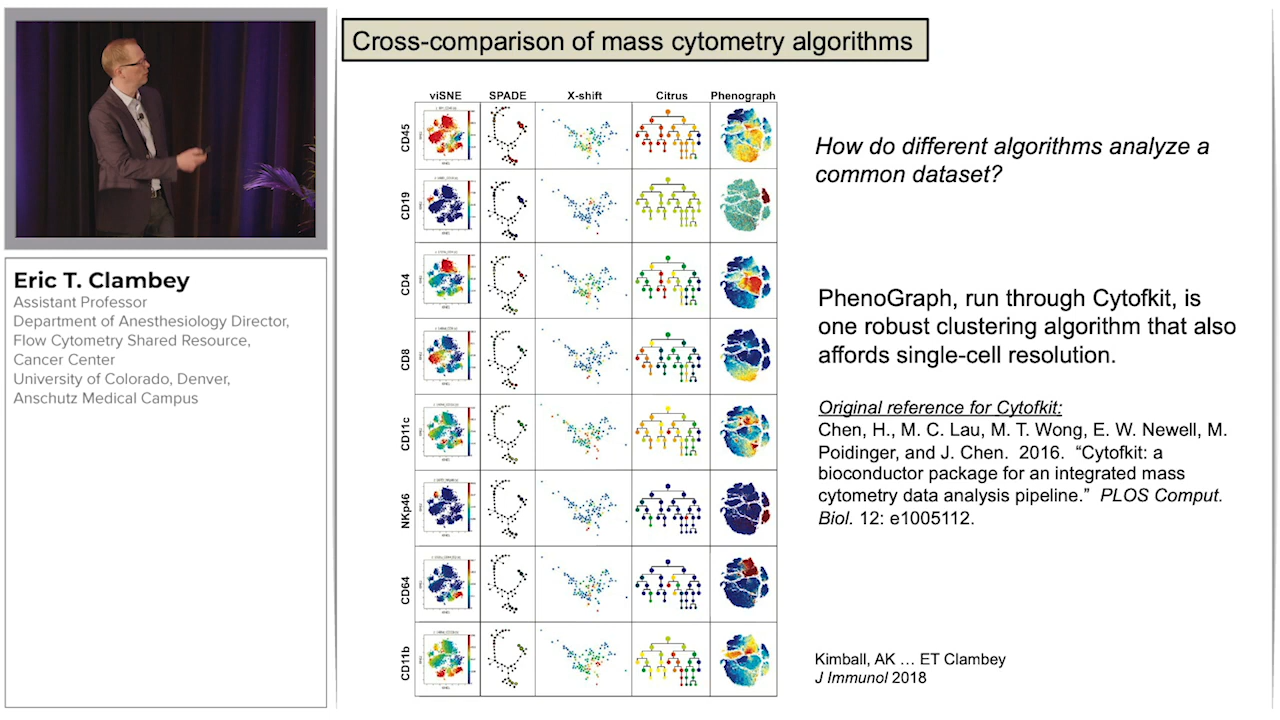 Cross-comparison of mass cytometry algorithms
viSNE SPADE X-shift Citrus Phenograph
CD45
CD19
CD4
CD8
CD11c
NKp46
CD64
CD11b
How do different algorithms analyze a
common dataset?
PhenoGraph, run through Cytofkit, is
one robust clustering algorithm that also
affords single-cell resolution.
Original reference for Cytofkit:
Chen, H., M. C. Lau, M. T. Wong, E. W. Newell, M.
Poidinger, and J. Chen.  2016.  “Cytofkit: a
bioconductor package for an integrated mass
cytometry data analysis pipeline.”  PLOS Comput.
Biol. 12: e1005112.
Kimball, AK … ET Clambey
J Immunol 2018
Eric T. Clambey
Assistant Professor
Department of Anesthesiology Director,
Flow Cytometry Shared Resource,
Cancer Center
University of Colorado, Denver,
Anschutz Medical Campus